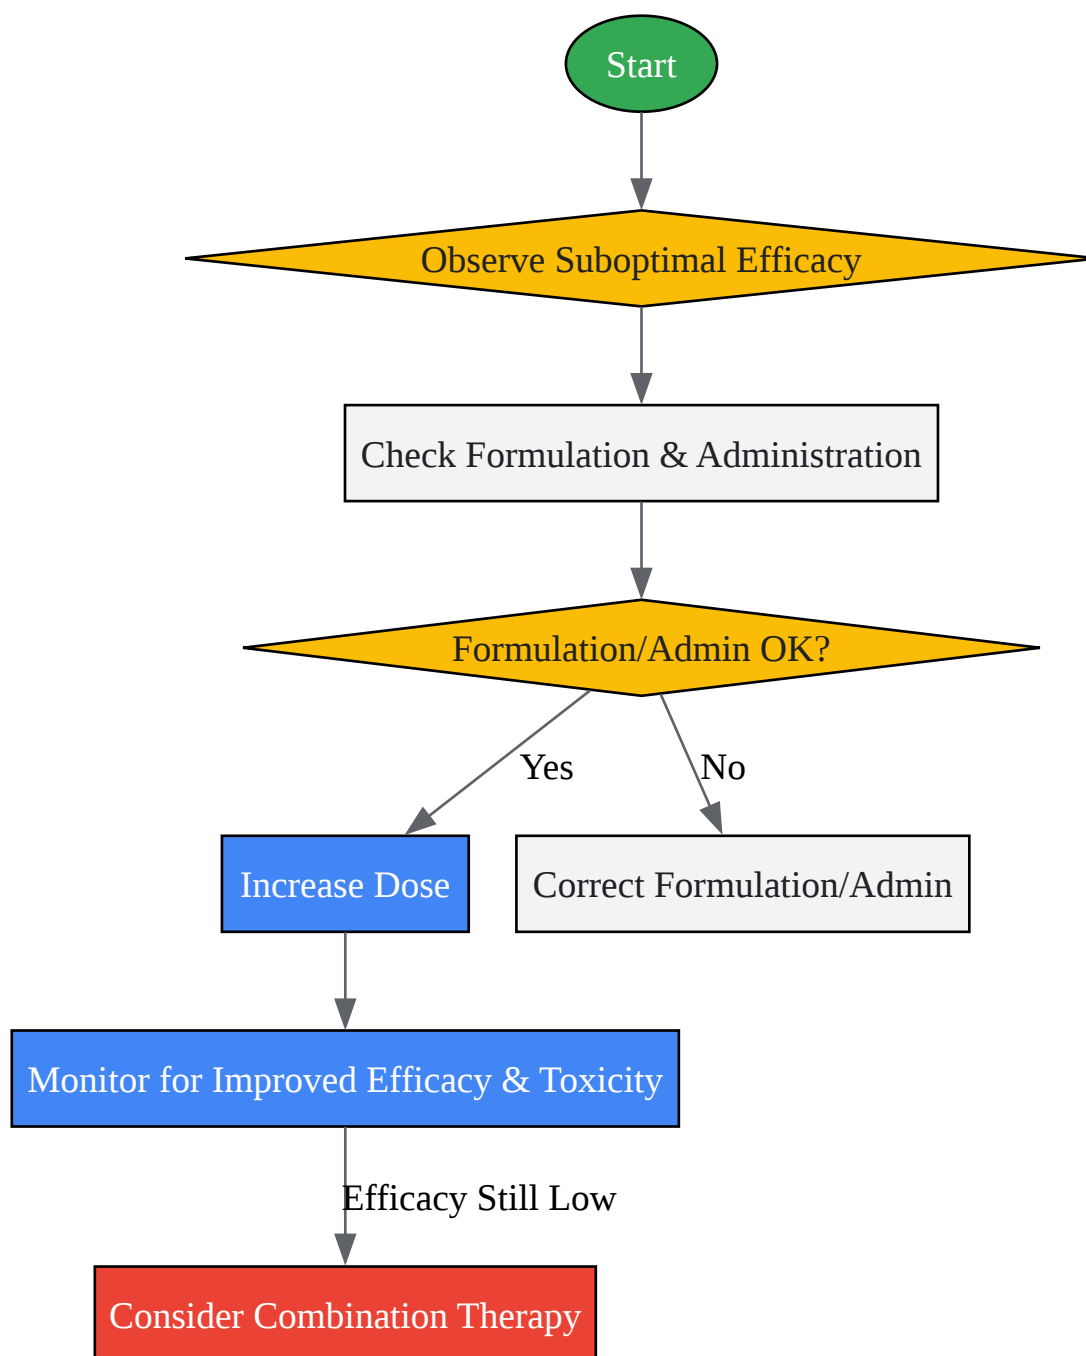 Start
Observe Suboptimal Efficacy
Check Formulation & Administration
Formulation/Admin OK?
Yes
No
Increase Dose
Correct Formulation/Admin
Monitor for Improved Efficacy & Toxicity
Efficacy Still Low
Consider Combination Therapy